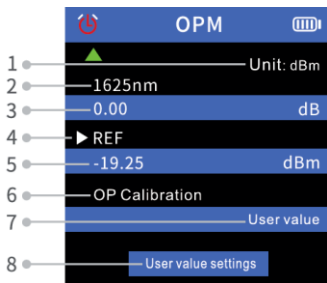 OPM
1 Unit: dBm
2 1625nm
3 0.00 dB
4 REF
5 -19.25 dBm
6 OP Calibration
7 User value
8 User value settings